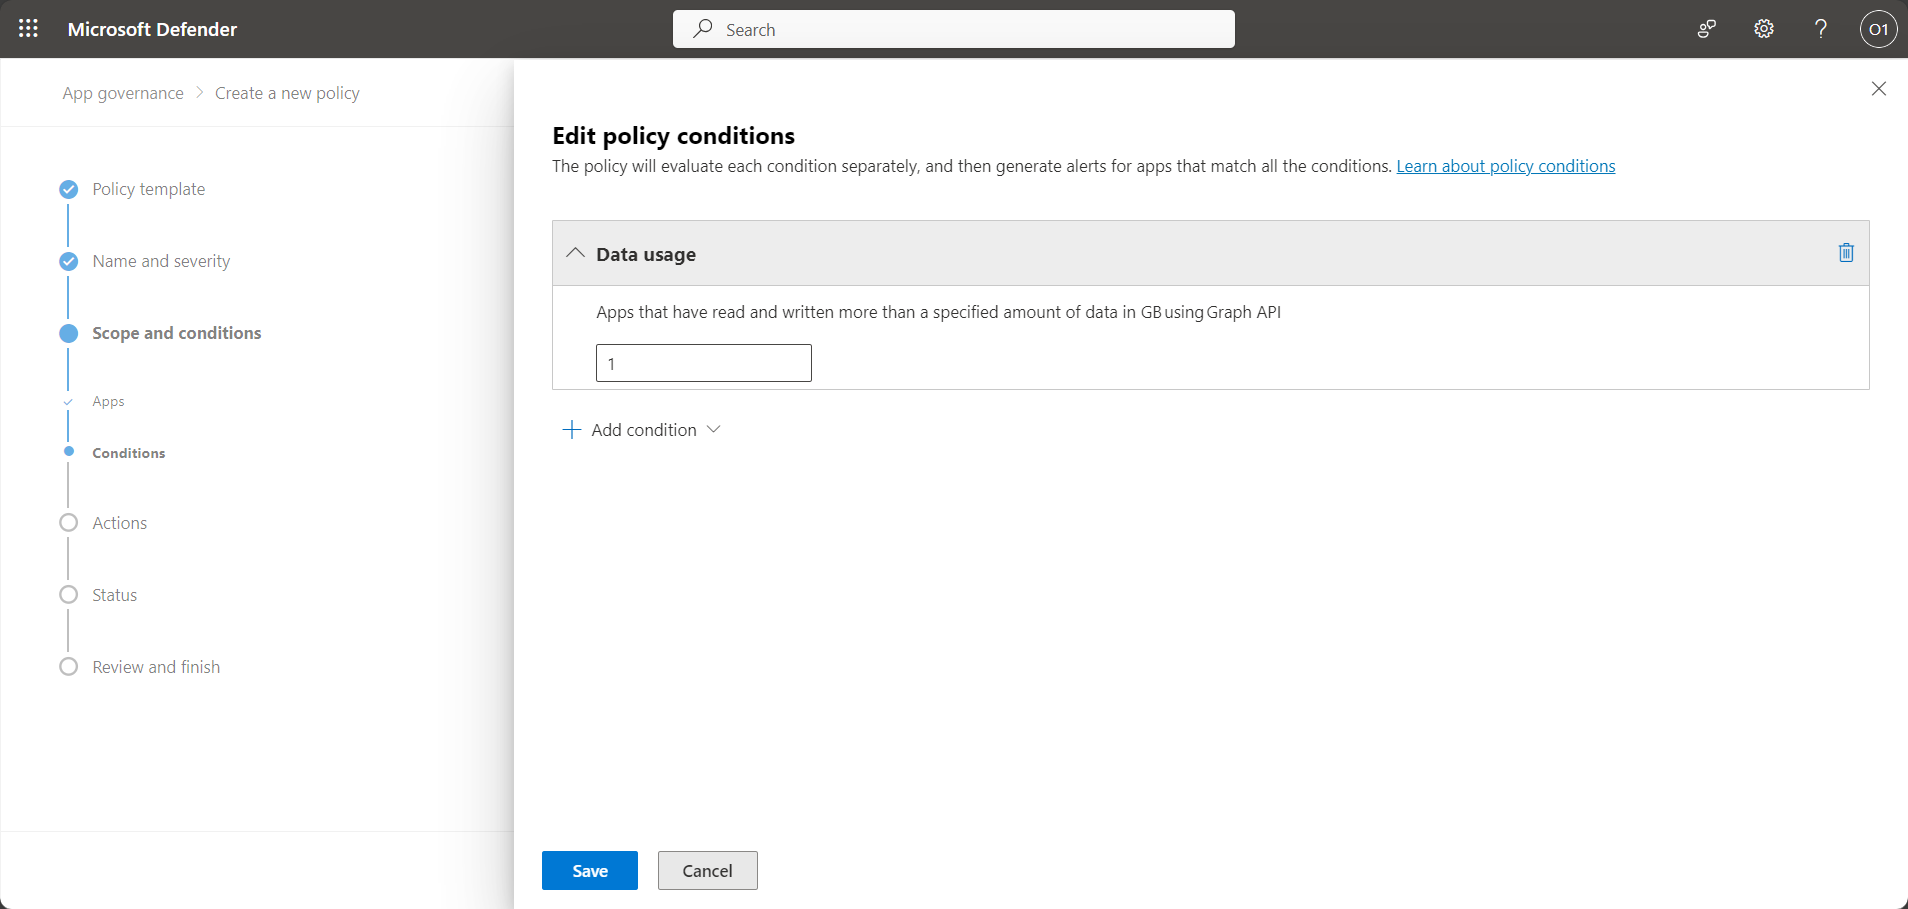 Microsoft Defender
Search
O1
App governance > Create a new policy
Policy template
Name and severity
Scope and conditions
Apps
Conditions
Actions
Status
Review and finish
Edit policy conditions
The policy will evaluate each condition separately, and then generate alerts for apps that match all the conditions. Learn about policy conditions
Data usage
Apps that have read and written more than a specified amount of data in GB using Graph API
1
Add condition
Save
Cancel